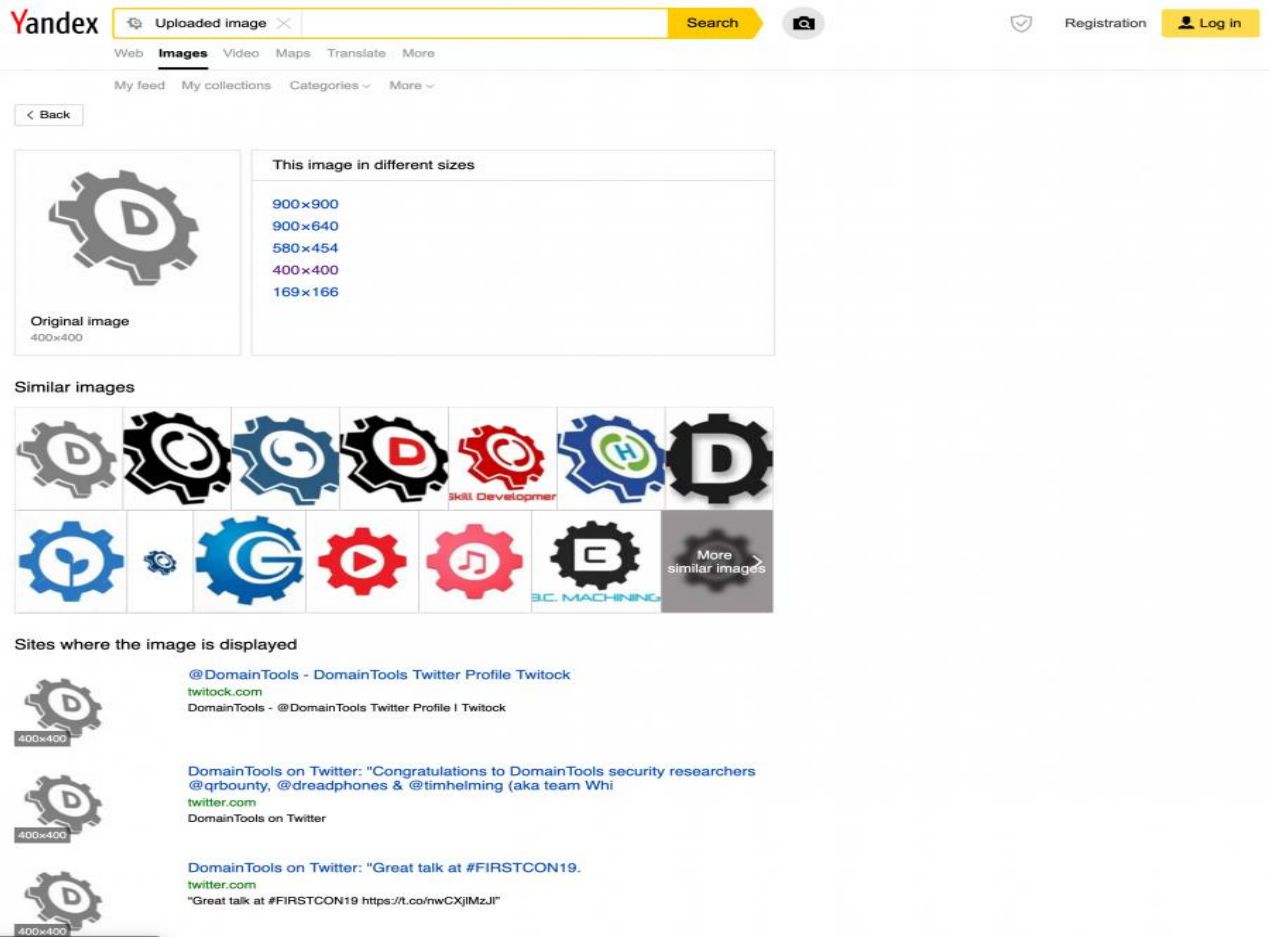 Yandex Uploaded image Search Registration Log in
Web Images Video Maps Translate More
My feed My collections Categories More
< Back
D
This image in different sizes
900×900
900×640
580×454
400×400
169×166
Original image
400×400
Similar images
D D H D
Skill Developmen
G C More
similar images
B.C. MACHINING
Sites where the image is displayed
@DomainTools - DomainTools Twitter Profile Twitock
twitock.com
DomainTools - @DomainTools Twitter Profile | Twitock
D
400×400
DomainTools on Twitter: "Congratulations to DomainTools security researchers
@qrbounty, @dreadphones & @timhelming (aka team Whi
twitter.com
DomainTools on Twitter
D
400×400
DomainTools on Twitter: "Great talk at #FIRSTCON19.
twitter.com
"Great talk at #FIRSTCON19 https://t.co/nwCXjlMzJl"
D
400×400